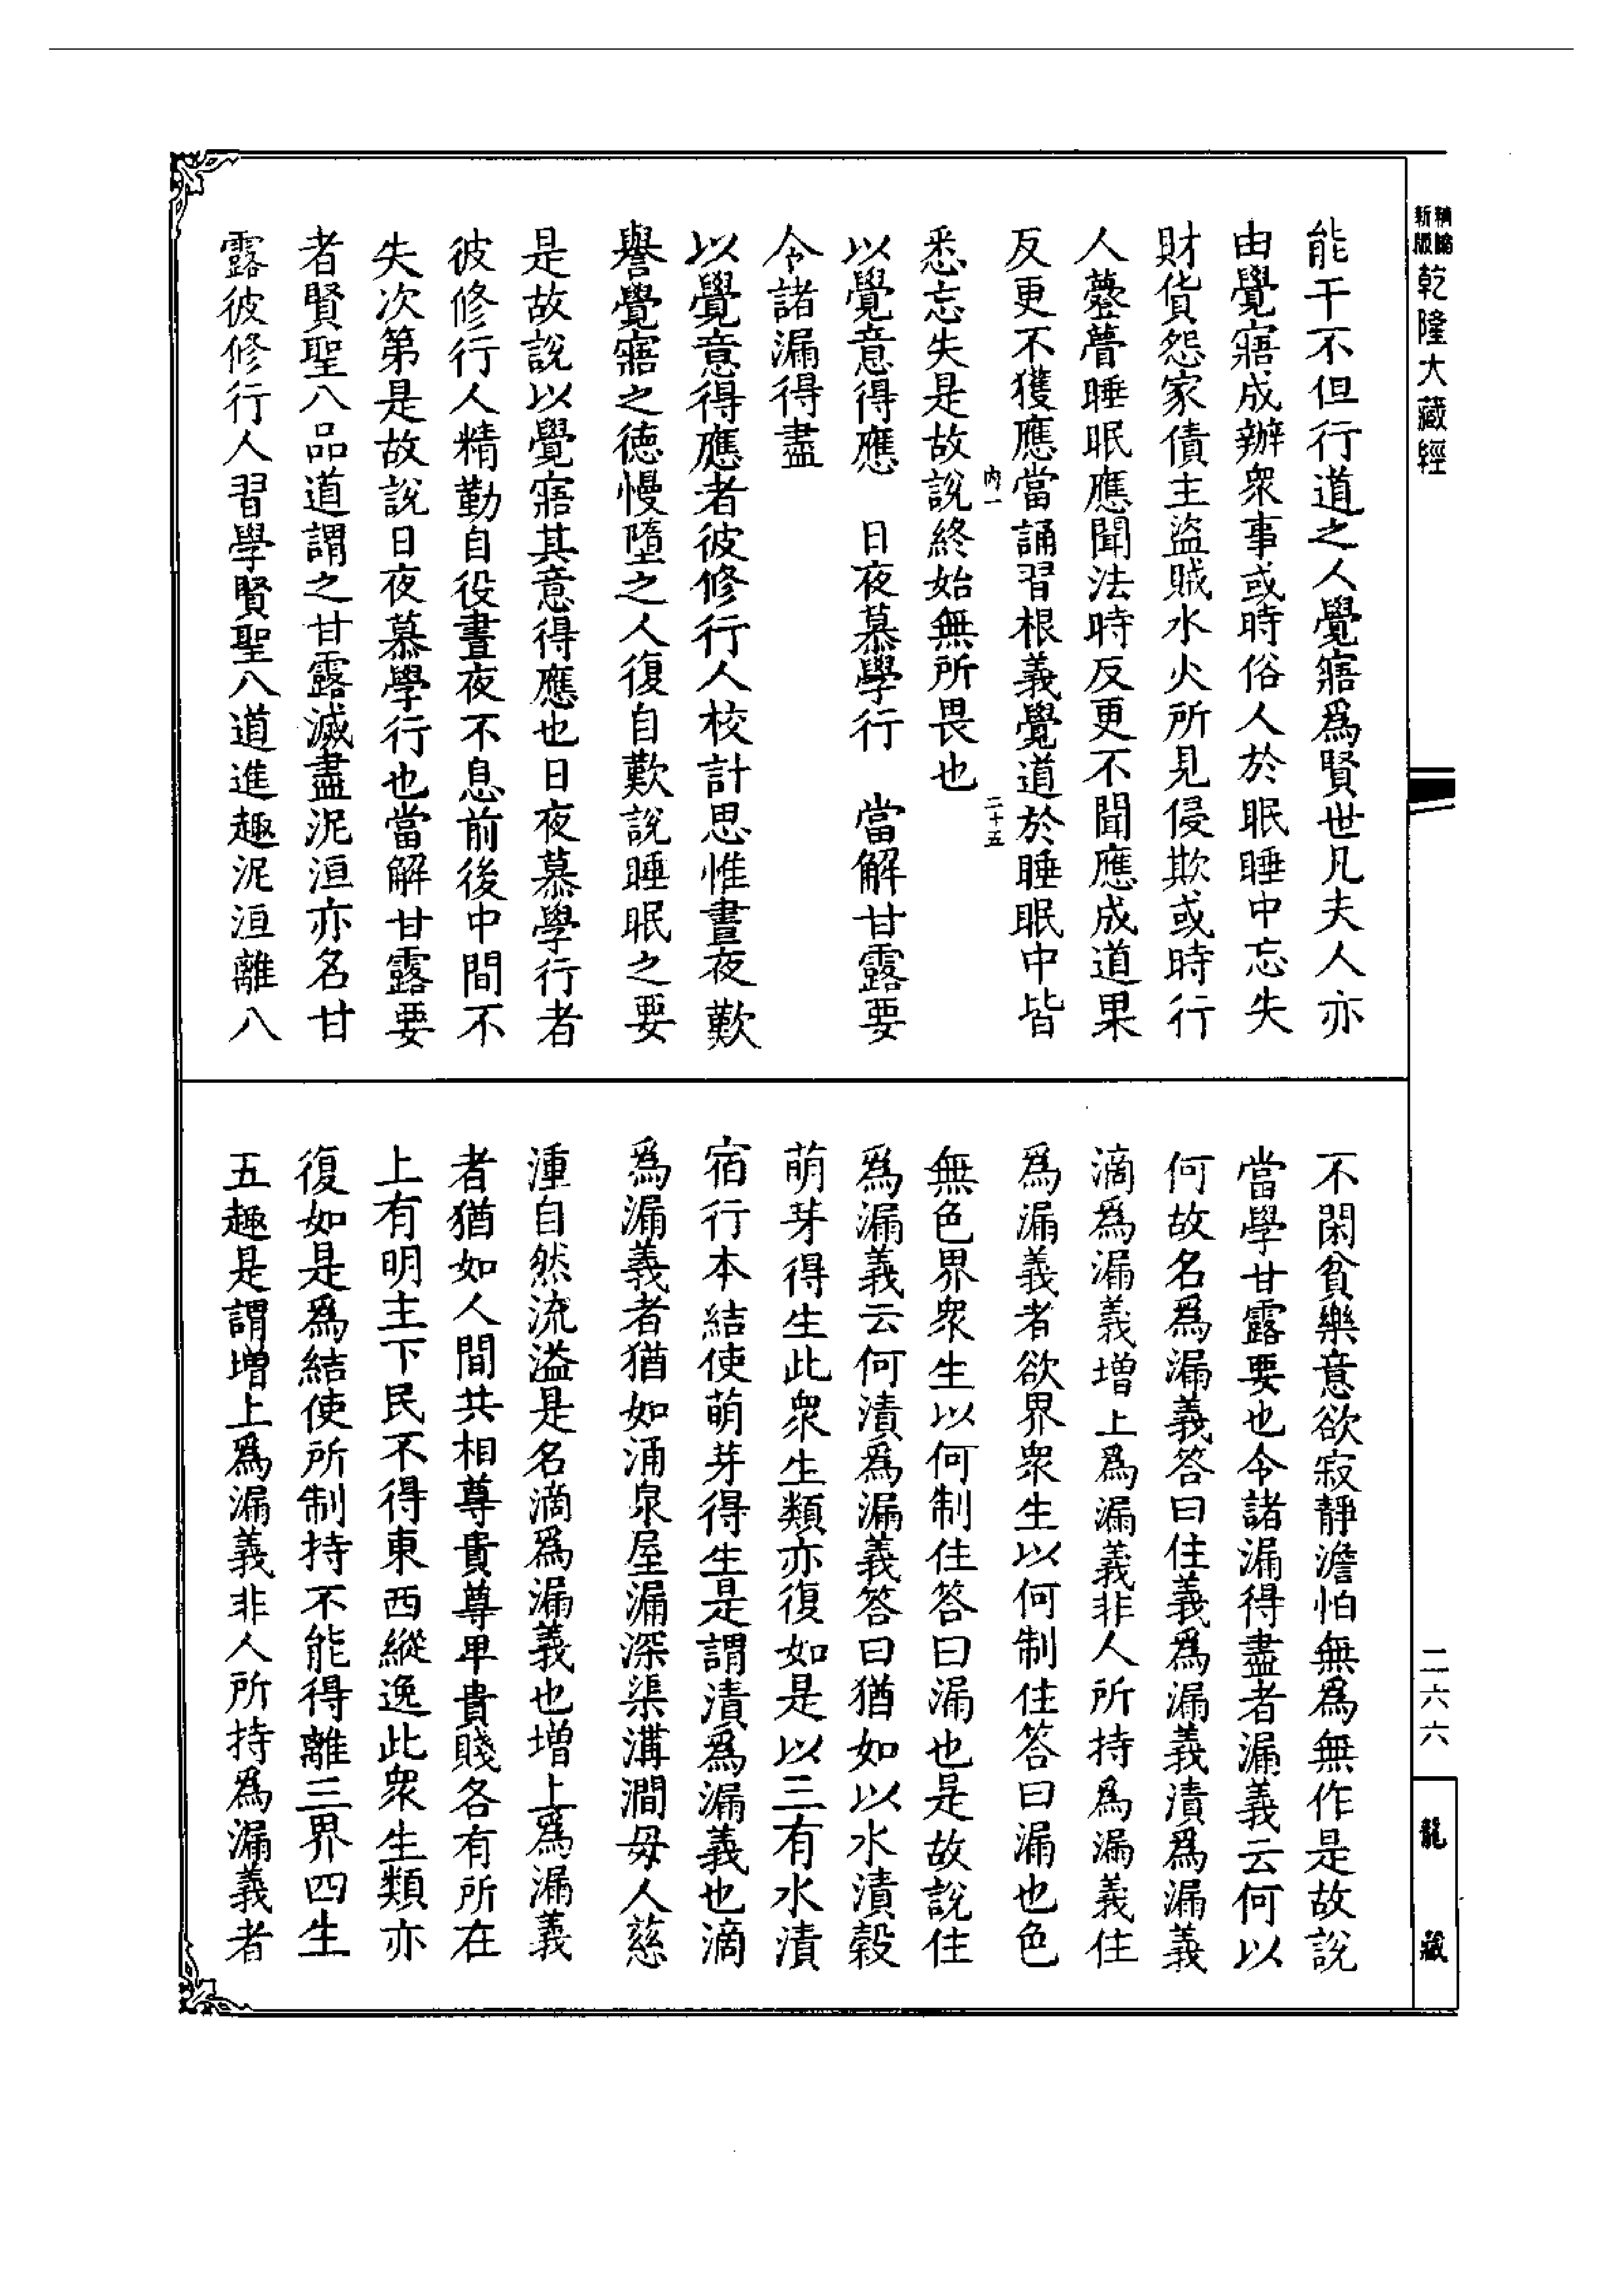 精縮
新版
乾隆大藏經
能干不但行道之人覺寤為賢世凡夫人亦
由覺寤成辦衆事或時俗人於眠睡中忘失
財貨怨家債主盜賊水火所見侵欺或時行
人𧄼瞢睡眠應聞法時反更不聞應成道果
反更不獲應當誦習根義覺道於睡眠中皆
悉忘失是故說終始無所畏也
内一
二十五
以覺意得應　日夜慕學行　當解甘露要
令諸漏得盡
以覺意得應者彼修行人校計思惟晝夜歎
譽覺寤之德慢墮之人復自歎說睡眠之要
是故說以覺寤其意得應也日夜慕學行者
彼修行人精勤自役晝夜不息前後中間不
失次第是故說日夜慕學行也當解甘露要
者賢聖八品道謂之甘露滅盡泥洹亦名甘
露彼修行人習學賢聖八道進趣泥洹離八
不閑貪樂意欲寂靜澹怕無爲無作是故說
當學甘露要也令諸漏得盡者漏義云何以
何故名爲漏義答曰住義爲漏義漬爲漏義
滴爲漏義增上爲漏義非人所持爲漏義住
爲漏義者欲界衆生以何制住答曰漏也色
無色界衆生以何制住答曰漏也是故說住
爲漏義云何漬爲漏義答曰猶如以水漬穀
萌芽得生此衆生類亦復如是以三有水漬
宿行本結使萌芽得生是謂漬爲漏義也滴
爲漏義者猶如涌泉屋漏深渠溝澗母人慈
湩自然流溢是名滴爲漏義也增上爲漏義
者猶如人間共相尊貴尊卑貴賤各有所在
上有明主下民不得東西縱逸此衆生類亦
復如是爲結使所制持不能得離三界四生
五趣是謂增上爲漏義非人所持爲漏義者
二六六
龍藏